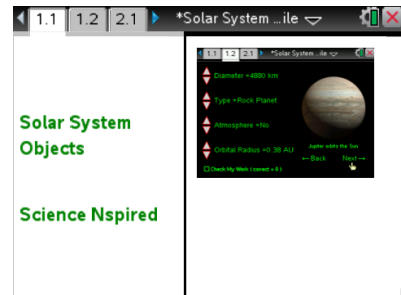 1.1 1.2 2.1 *Solar System ...ile
Solar System
Objects
Science Nspired
1.1 1.2 2.1 *Solar System ...ile
Diameter =4880 km
Type =Rock Planet
Atmosphere =No
Orbital Radius =0.38 AU
Check My Work ( correct = 0 )
Jupiter orbits the Sun
← Back Next →